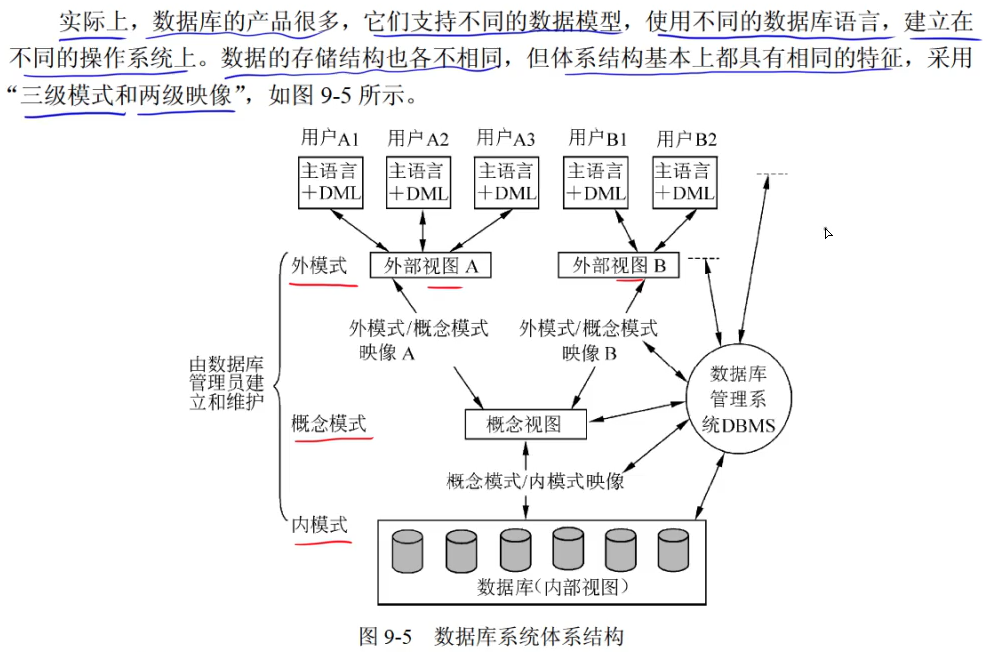 实际上，数据库的产品很多，它们支持不同的数据模型，使用不同的数据库语言，建立在
不同的操作系统上。数据的存储结构也各不相同，但体系结构基本上都具有相同的特征，采用
“三级模式和两级映像”，如图 9-5 所示。
用户A1 用户A2 用户A3 用户B1 用户B2
主语言 主语言 主语言 主语言 主语言
＋DML ＋DML ＋DML ＋DML ＋DML
外模式 外部视图 A 外部视图 B
外模式/概念模式 外模式/概念模式
映像 A 映像 B
由数据库
管理员建
立和维护
数据库
管理系
统DBMS
概念模式 概念视图
概念模式/内模式映像
内模式
数据库(内部视图)
图 9-5 数据库系统体系结构